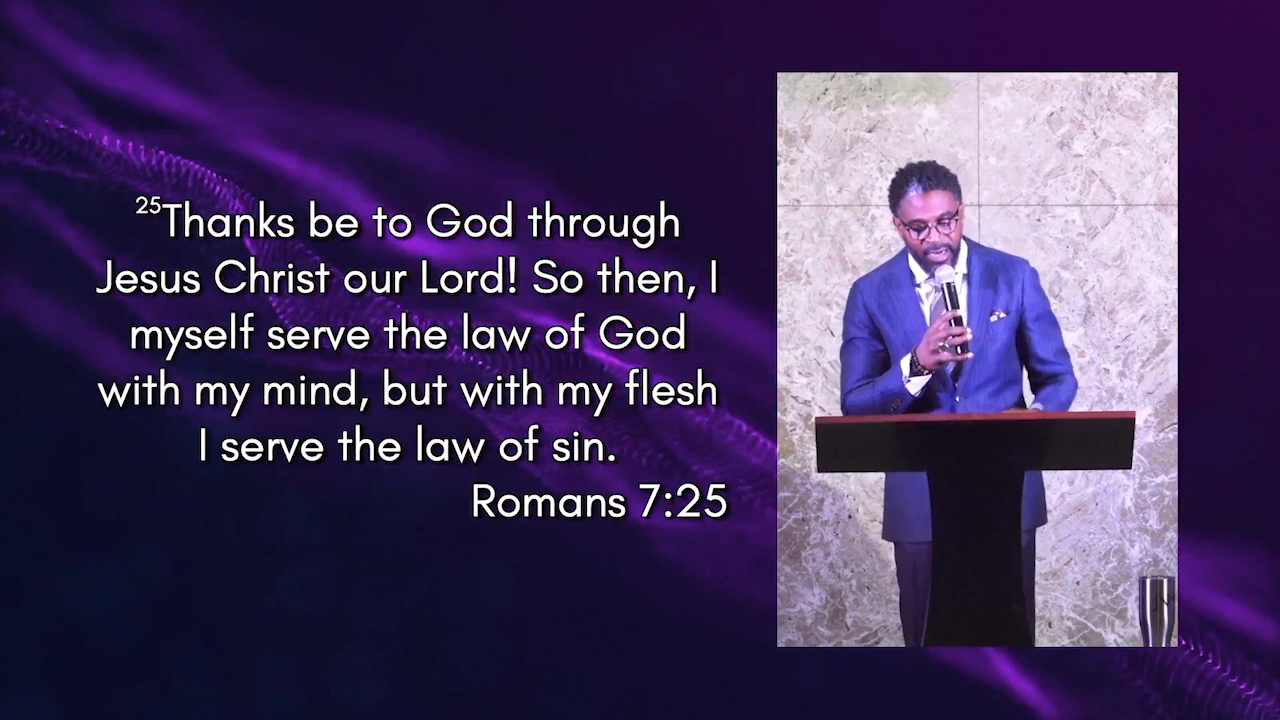 ²⁵Thanks be to God through
Jesus Christ our Lord! So then, I
myself serve the law of God
with my mind, but with my flesh
I serve the law of sin.
Romans 7:25